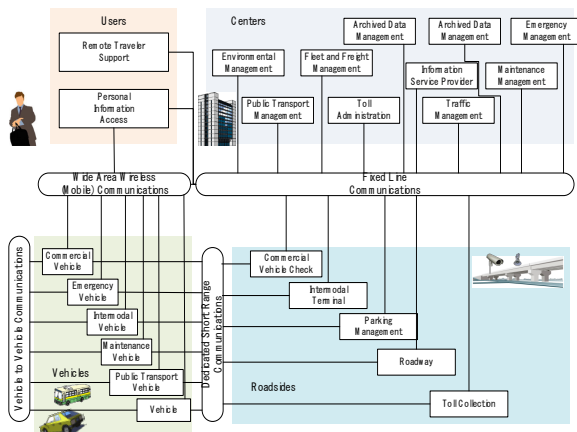 Users
Remote Traveler
Support
Personal
Information
Access
Centers
Archived Data
Management
Archived Data
Management
Emergency
Management
Environmental
Management
Fleet and Freight
Management
Information
Service Provider
Maintenance
Management
Public Transport
Management
Toll
Administration
Traffic
Management
Wide Area Wireless
(Mobile) Communications
Fixed Line
Communications
Vehicle to Vehicle Communications
Commercial
Vehicle
Emergency
Vehicle
Intermodal
Vehicle
Maintenance
Vehicle
Public Transport
Vehicle
Vehicle
Vehicles
Dedicated Short Range
Communications
Commercial
Vehicle Check
Intermodal
Terminal
Parking
Management
Roadway
Toll Collection
Roadsides